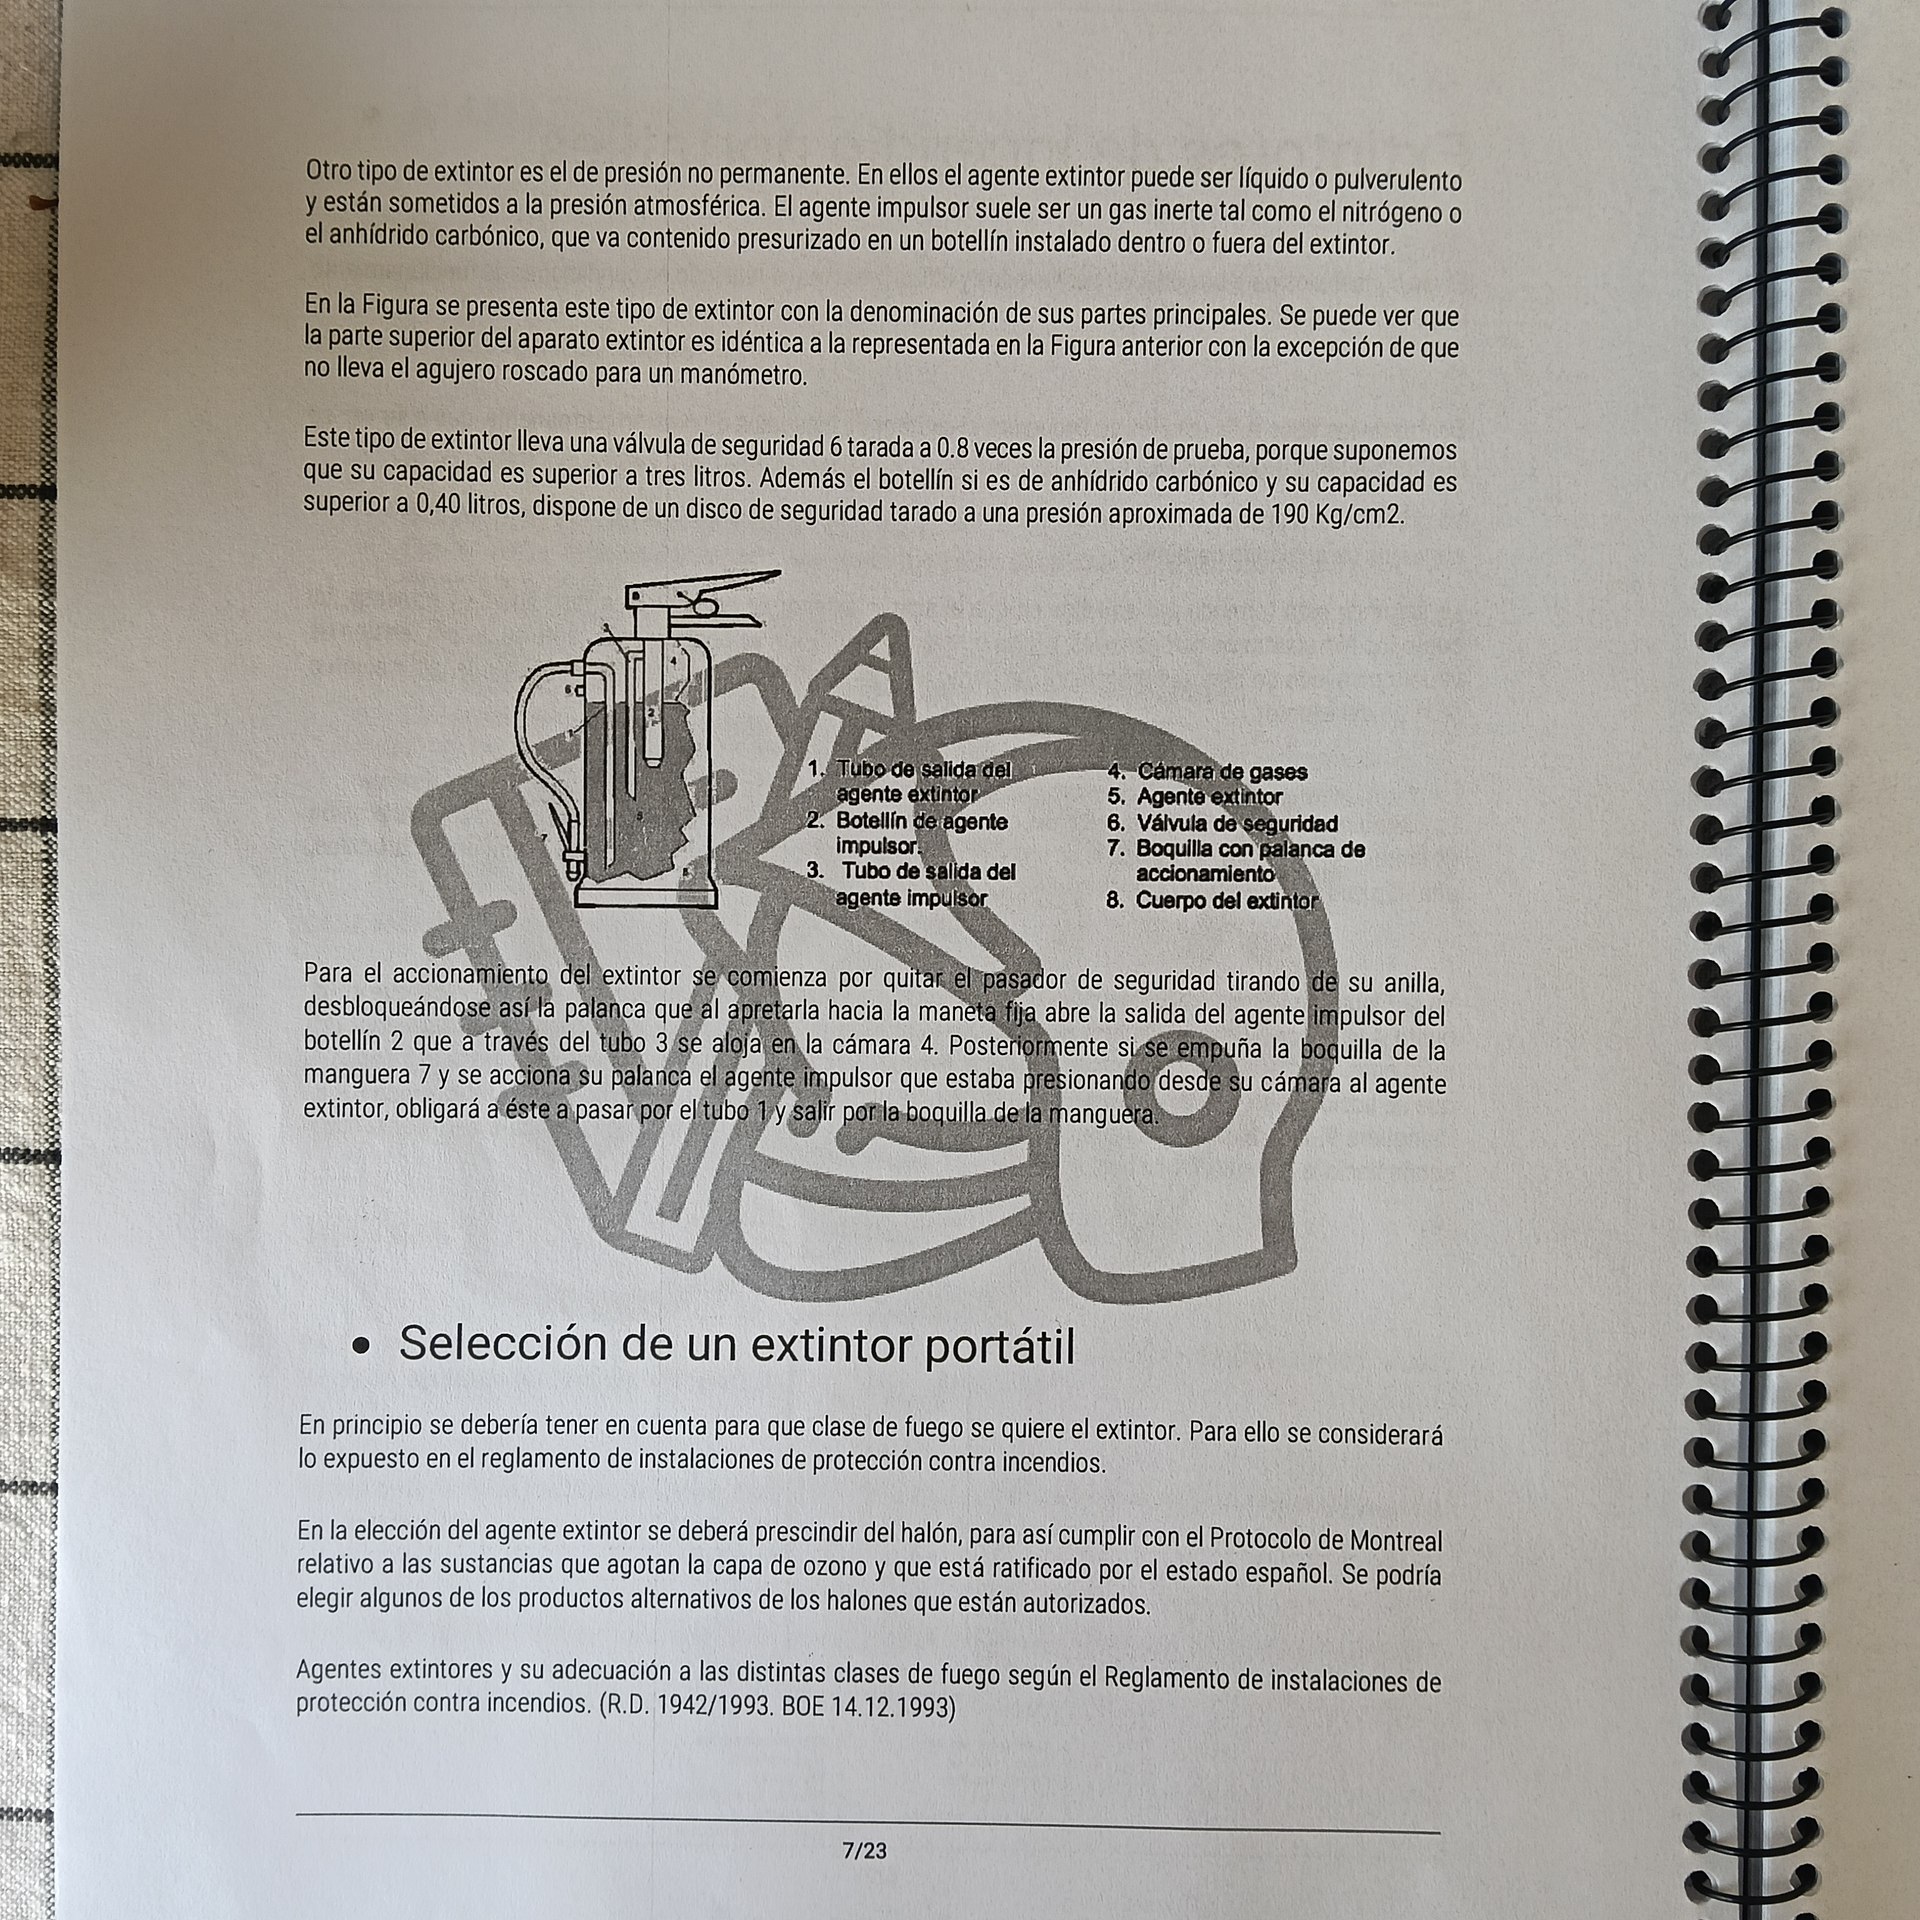 Otro tipo de extintor es el de presión no permanente. En ellos el agente extintor puede ser líquido o pulverulento
y están sometidos a la presión atmosférica. El agente impulsor suele ser un gas inerte tal como el nitrógeno o
el anhídrido carbónico, que va contenido presurizado en un botellín instalado dentro o fuera del extintor.
En la Figura se presenta este tipo de extintor con la denominación de sus partes principales. Se puede ver que
la parte superior del aparato extintor es idéntica a la representada en la Figura anterior con la excepción de que
no lleva el agujero roscado para un manómetro.
Este tipo de extintor lleva una válvula de seguridad 6 tarada a 0.8 veces la presión de prueba, porque suponemos
que su capacidad es superior a tres litros. Además el botellín si es de anhídrido carbónico y su capacidad es
superior a 0,40 litros, dispone de un disco de seguridad tarado a una presión aproximada de 190 Kg/cm2.
3
4
6
2
5
7
8
1. Tubo de salida del
agente extintor
2. Botellín de agente
impulsor.
3. Tubo de salida del
agente impulsor
4. Cámara de gases
5. Agente extintor
6. Válvula de seguridad
7. Boquilla con palanca de
accionamiento
8. Cuerpo del extintor
Para el accionamiento del extintor se comienza por quitar el pasador de seguridad tirando de su anilla,
desbloqueándose así la palanca que al apretarla hacia la maneta fija abre la salida del agente impulsor del
botellín 2 que a través del tubo 3 se aloja en la cámara 4. Posteriormente si se empuña la boquilla de la
manguera 7 y se acciona su palanca el agente impulsor que estaba presionando desde su cámara al agente
extintor, obligará a éste a pasar por el tubo 1 y salir por la boquilla de la manguera.
• Selección de un extintor portátil
En principio se debería tener en cuenta para que clase de fuego se quiere el extintor. Para ello se considerará
lo expuesto en el reglamento de instalaciones de protección contra incendios.
En la elección del agente extintor se deberá prescindir del halón, para así cumplir con el Protocolo de Montreal
relativo a las sustancias que agotan la capa de ozono y que está ratificado por el estado español. Se podría
elegir algunos de los productos alternativos de los halones que están autorizados.
Agentes extintores y su adecuación a las distintas clases de fuego según el Reglamento de instalaciones de
protección contra incendios. (R.D. 1942/1993. BOE 14.12.1993)
7/23